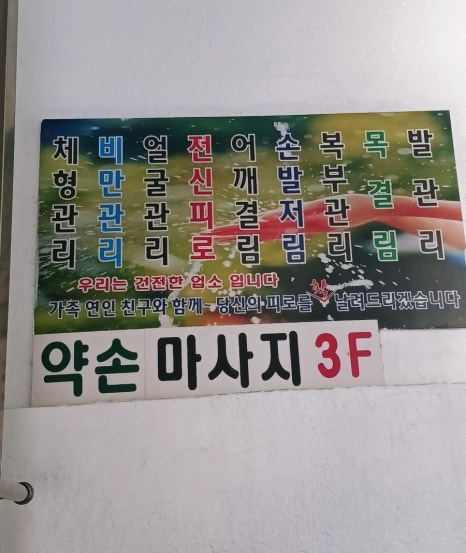 체형관리
비만관리
얼굴관리
전신피로
어깨결림
손발저림
복부관리
목결림
발관리
우리는 건전한 업소 입니다
가족 연인 친구와 함께~ 당신의 피로를 확 날려드리겠습니다
약손 마사지 3F